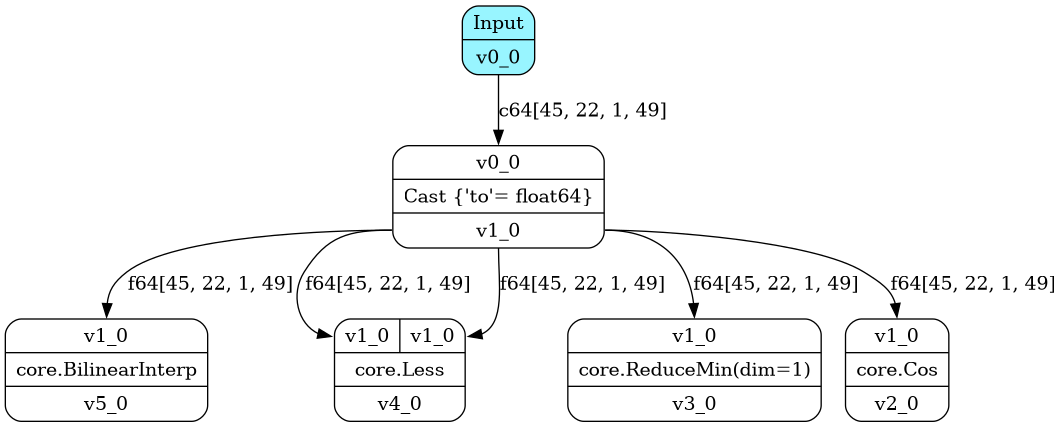 Input
v0_0
c64[45, 22, 1, 49]
v0_0
Cast {'to'= float64}
v1_0
f64[45, 22, 1, 49] f64[45, 22, 1, 49] f64[45, 22, 1, 49] f64[45, 22, 1, 49] f64[45, 22, 1, 49]
v1_0
core.BilinearInterp
v5_0
v1_0 v1_0
core.Less
v4_0
v1_0
core.ReduceMin(dim=1)
v3_0
v1_0
core.Cos
v2_0